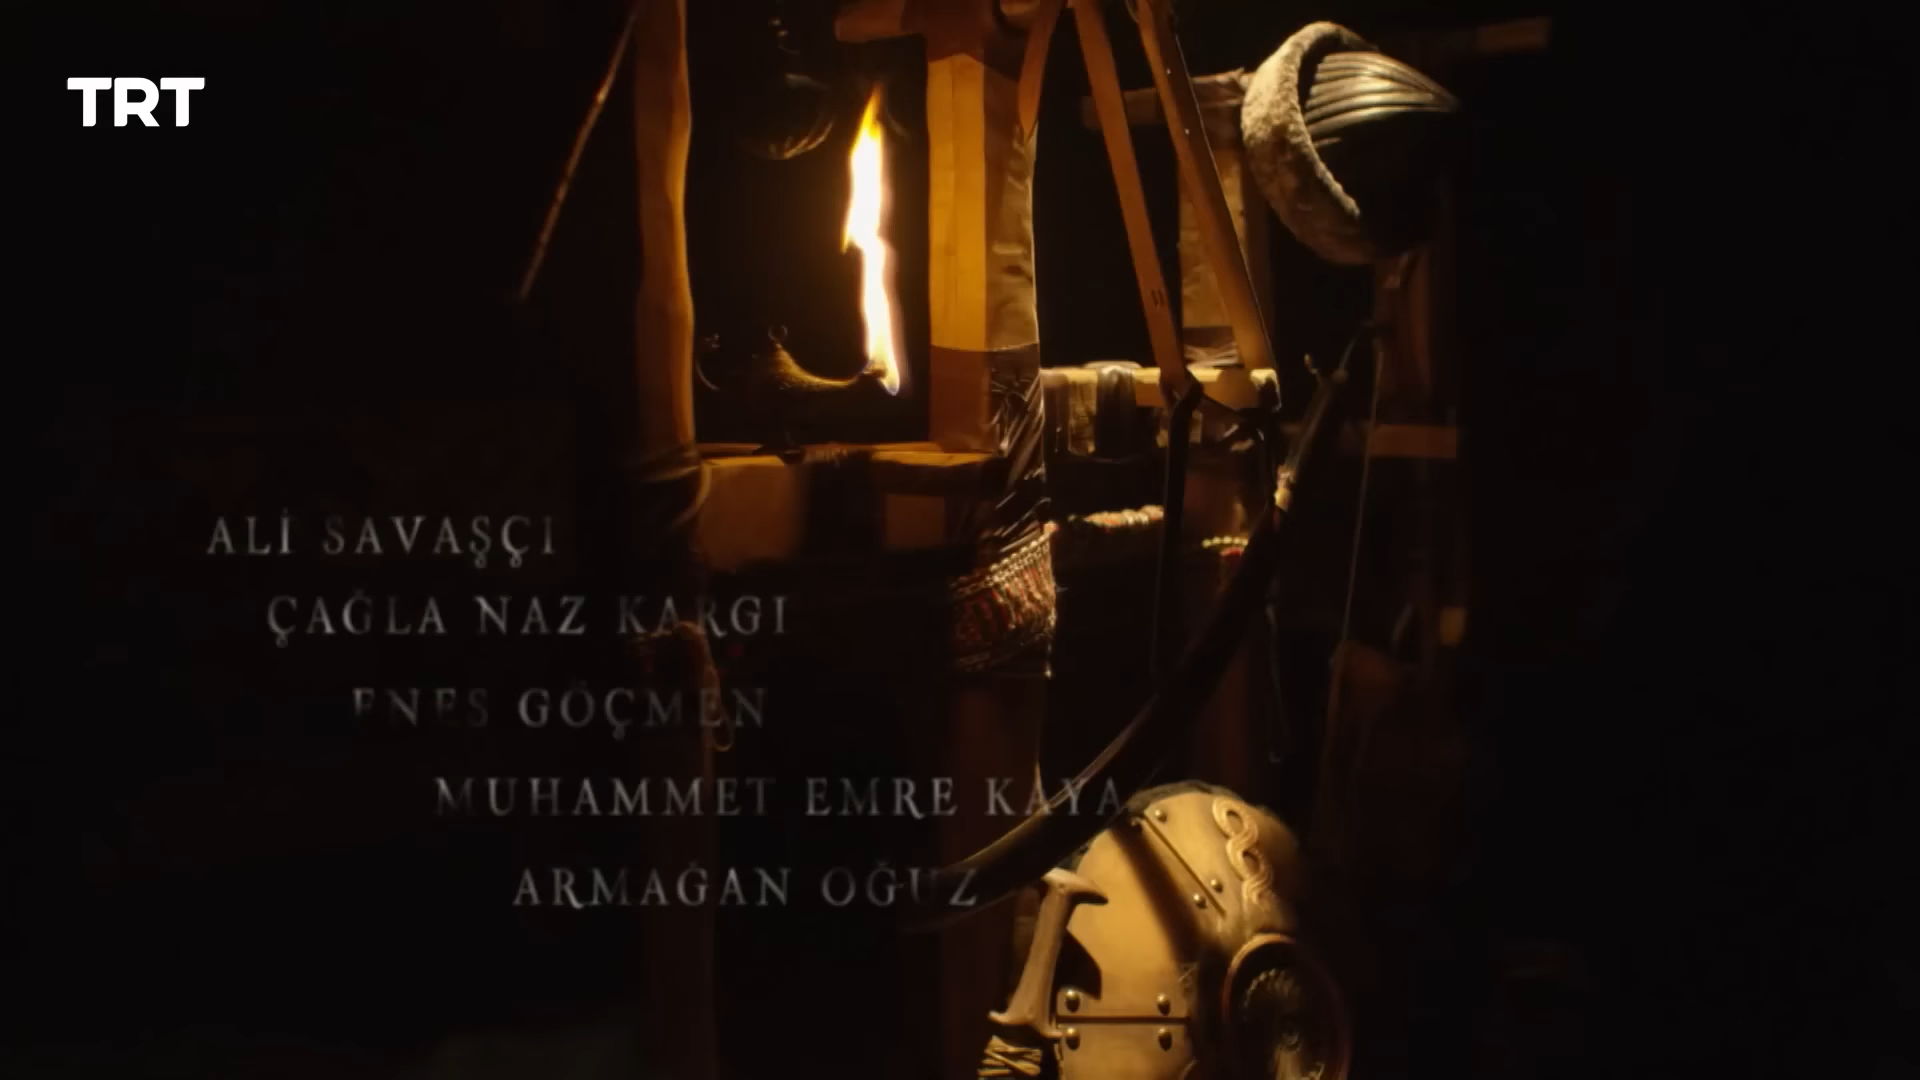 TRT
ALİ SAVAŞÇI
ÇAĞLA NAZ KARGI
ENES GÖÇMEN
MUHAMMET EMRE KAYA
ARMAĞAN OĞUZ